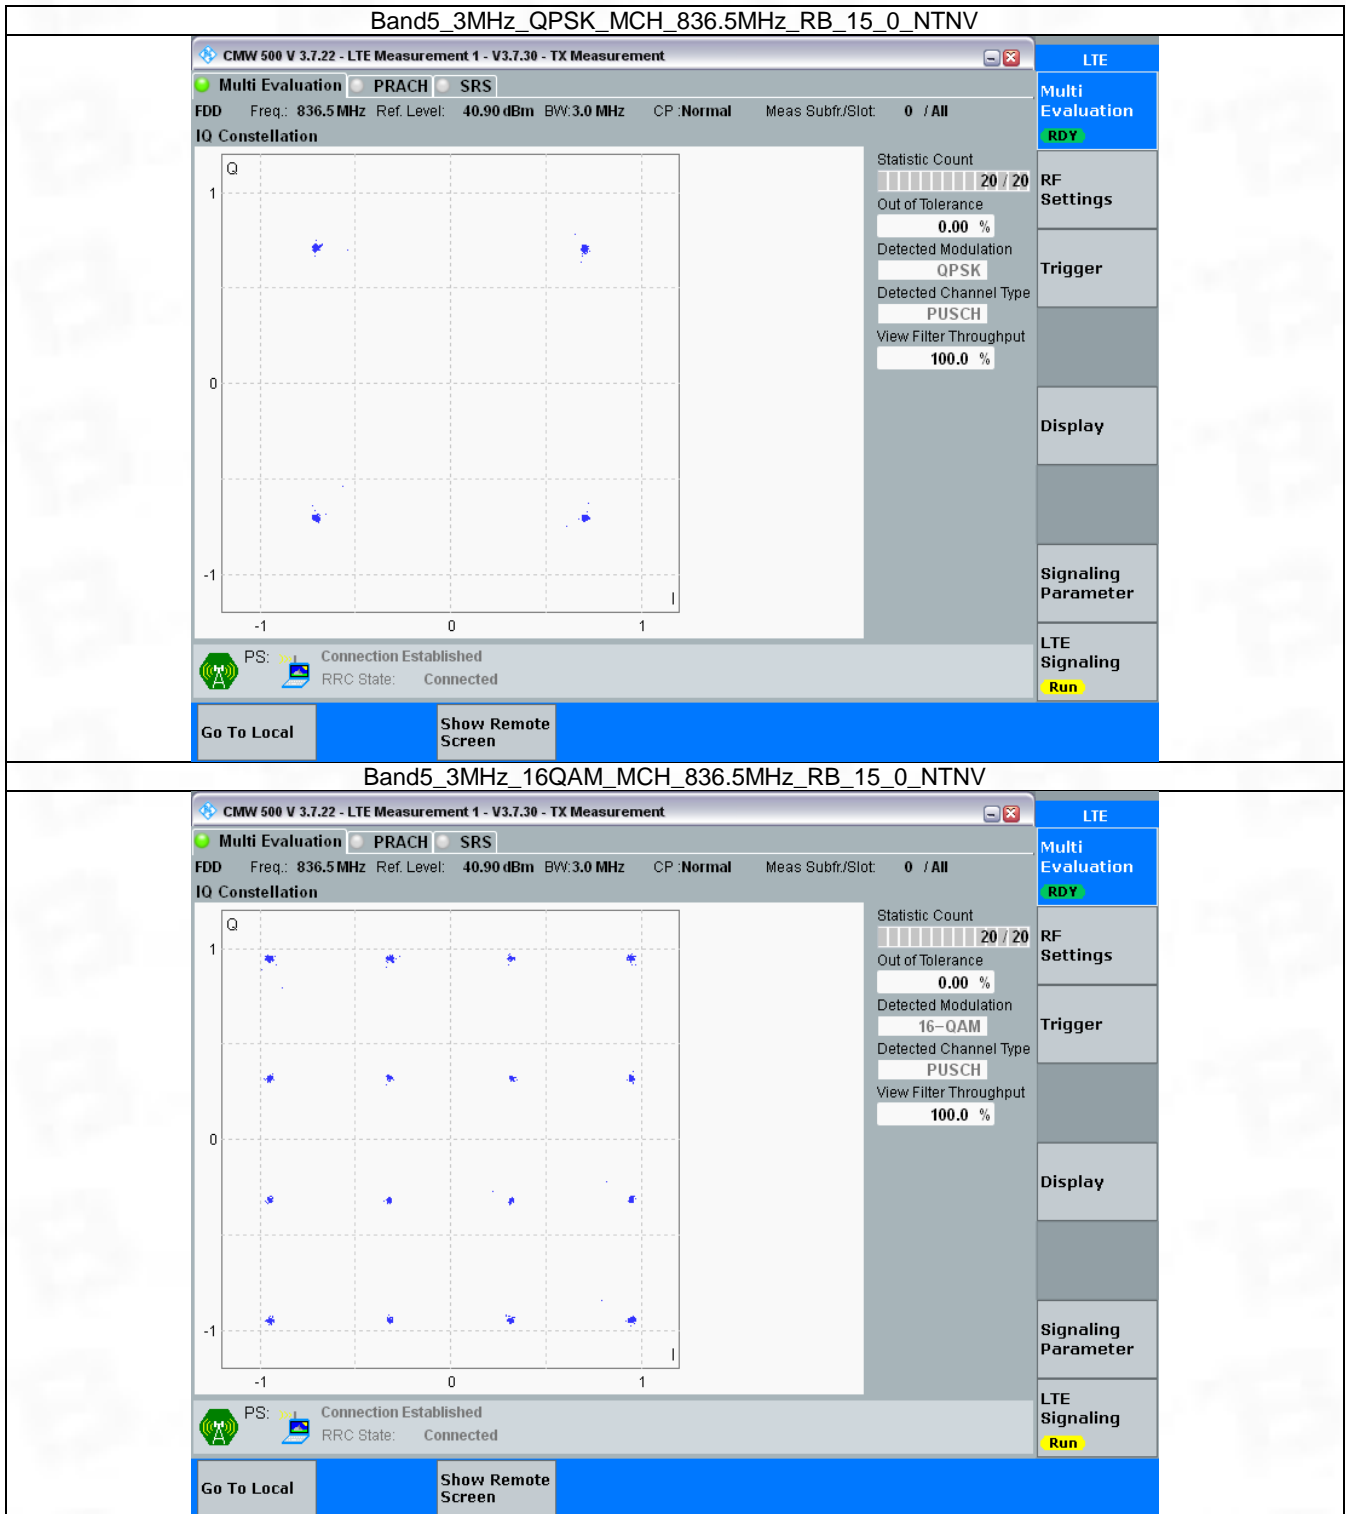 Band5_3MHz_QPSK_MCH_836.5MHz_RB_15_0_NTNV
CMW 500 V 3.7.22 - LTE Measurement 1 - V3.7.30 - TX Measurement
LTE
Multi Evaluation PRACH SRS
FDD Freq.: 836.5 MHz Ref. Level: 40.90 dBm BW: 3.0 MHz CP : Normal Meas Subfr./Slot: 0 / All
IQ Constellation
Q
1
0
-1
I
-1 0 1
Statistic Count
20 / 20
Out of Tolerance
0.00 %
Detected Modulation
QPSK
Detected Channel Type
PUSCH
View Filter Throughput
100.0 %
Multi
Evaluation
RDY
RF
Settings
Trigger
Display
Signaling
Parameter
LTE
Signaling
Run
PS: Connection Established
RRC State: Connected
Go To Local
Show Remote
Screen
Band5_3MHz_16QAM_MCH_836.5MHz_RB_15_0_NTNV
CMW 500 V 3.7.22 - LTE Measurement 1 - V3.7.30 - TX Measurement
LTE
Multi Evaluation PRACH SRS
FDD Freq.: 836.5 MHz Ref. Level: 40.90 dBm BW: 3.0 MHz CP : Normal Meas Subfr./Slot: 0 / All
IQ Constellation
Q
1
0
-1
I
-1 0 1
Statistic Count
20 / 20
Out of Tolerance
0.00 %
Detected Modulation
16-QAM
Detected Channel Type
PUSCH
View Filter Throughput
100.0 %
Multi
Evaluation
RDY
RF
Settings
Trigger
Display
Signaling
Parameter
LTE
Signaling
Run
PS: Connection Established
RRC State: Connected
Go To Local
Show Remote
Screen